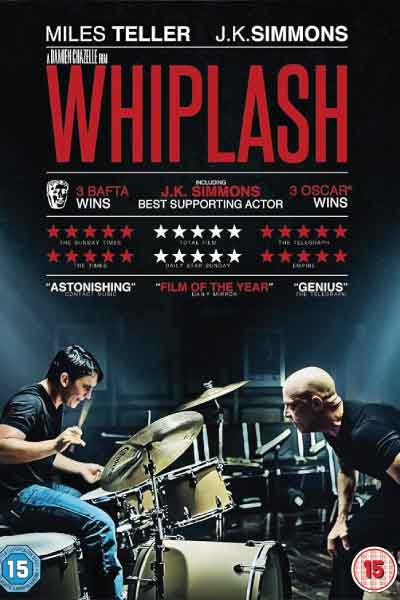 MILES TELLER J.K.SIMMONS
A DAMIEN CHAZELLE FILM
WHIPLASH
3 BAFTA WINS
INCLUDING
J.K. SIMMONS
BEST SUPPORTING ACTOR
3 OSCAR® WINS
★★★★★ ★★★★★ ★★★★★
THE SUNDAY TIMES TOTAL FILM THE TELEGRAPH
★★★★★ ★★★★★ ★★★★★
THE TIMES DAILY STAR SUNDAY EMPIRE
"ASTONISHING" "FILM OF THE YEAR" "GENIUS"
CONTACT MUSIC DAILY MIRROR THE TELEGRAPH
15 15